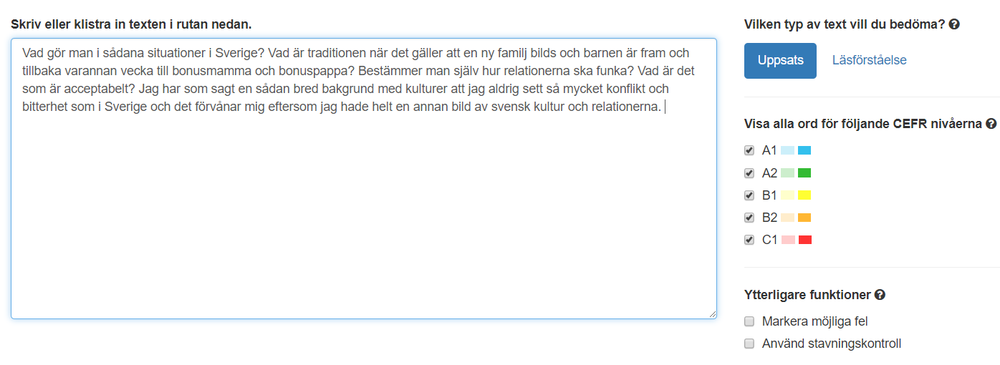 Skriv eller klistra in texten i rutan nedan.
Vad gör man i sådana situationer i Sverige? Vad är traditionen när det gäller att en ny familj bilds och barnen är fram och
tillbaka varannan vecka till bonusmamma och bonuspappa? Bestämmer man själv hur relationerna ska funka? Vad är det
som är acceptabelt? Jag har som sagt en sådan bred bakgrund med kulturer att jag aldrig sett så mycket konflikt och
bitterhet som i Sverige och det förvånar mig eftersom jag hade helt en annan bild av svensk kultur och relationerna.
Vilken typ av text vill du bedöma?
Uppsats
Läsförståelse
Visa alla ord för följande CEFR nivåerna
A1
A2
B1
B2
C1
Ytterligare funktioner
Markera möjliga fel
Använd stavningskontroll